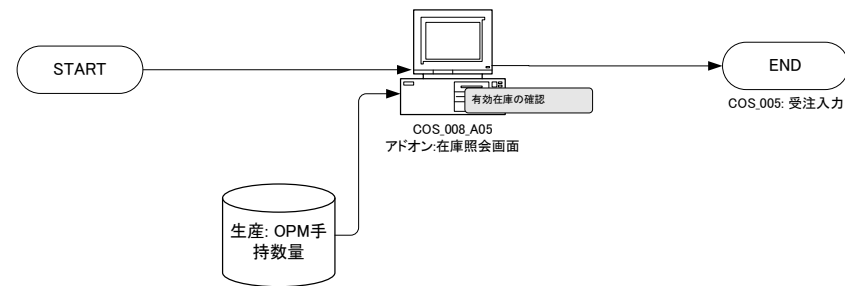 START
有効在庫の確認
END
COS_005: 受注入力
COS_008_A05
アドオン:在庫照会画面
生産: OPM手
持数量